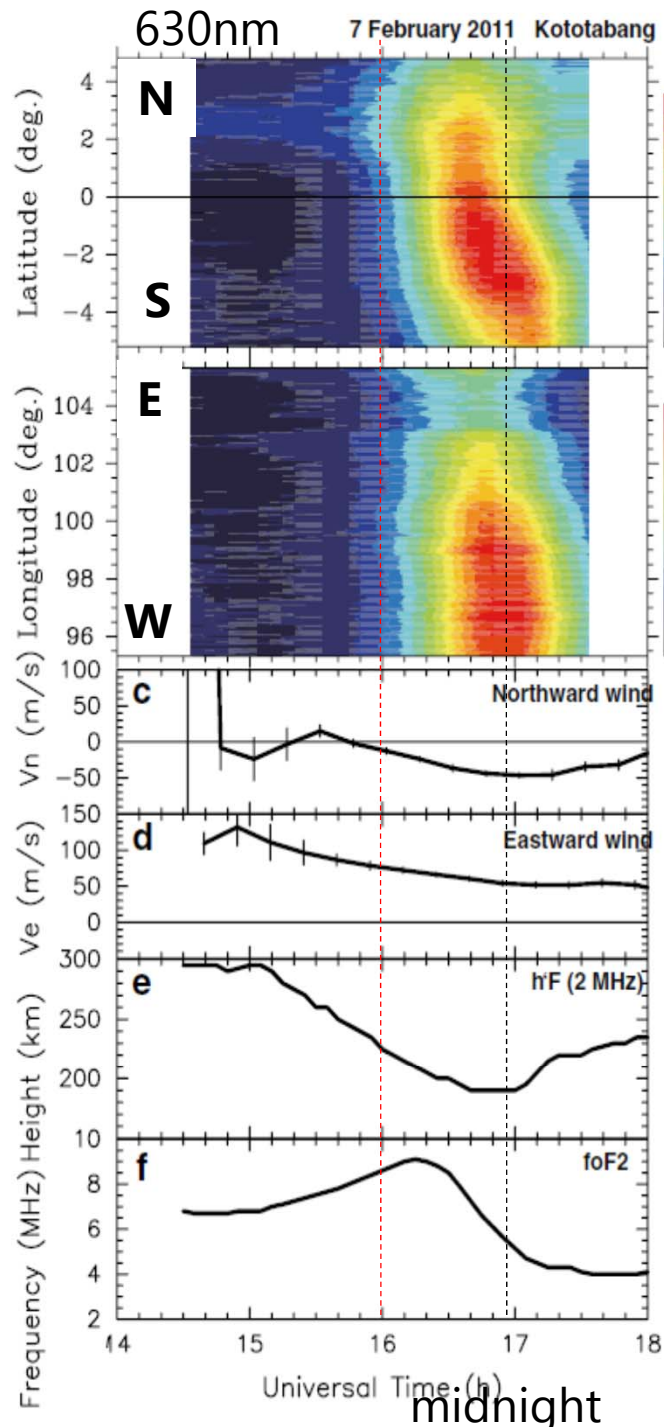 630nm
7 February 2011 Kototabang
Latitude (deg.)
4
2
0
−2
−4
N
S
Longitude (deg.)
104
102
100
98
96
E
W
Vn (m/s)
100
50
0
−50
c
Northward wind
Ve (m/s)
150
100
50
0
d
Eastward wind
Height (km)
300
250
200
e
h'F (2 MHz)
Frequency (MHz)
10
8
6
4
2
f
foF2
14 15 16 17 18
Universal Time (h)
midnight